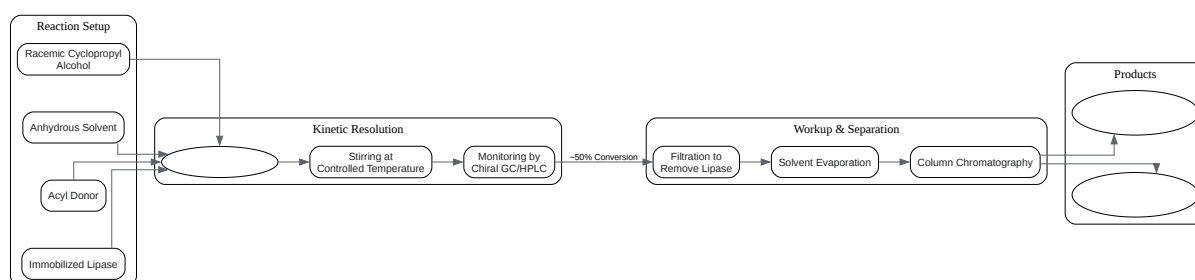 Reaction Setup
Racemic Cyclopropyl
Alcohol
Anhydrous Solvent
Acyl Donor
Immobilized Lipase
Kinetic Resolution
Stirring at
Controlled Temperature
Monitoring by
Chiral GC/HPLC
~50% Conversion
Workup & Separation
Filtration to
Remove Lipase
Solvent Evaporation
Column Chromatography
Products